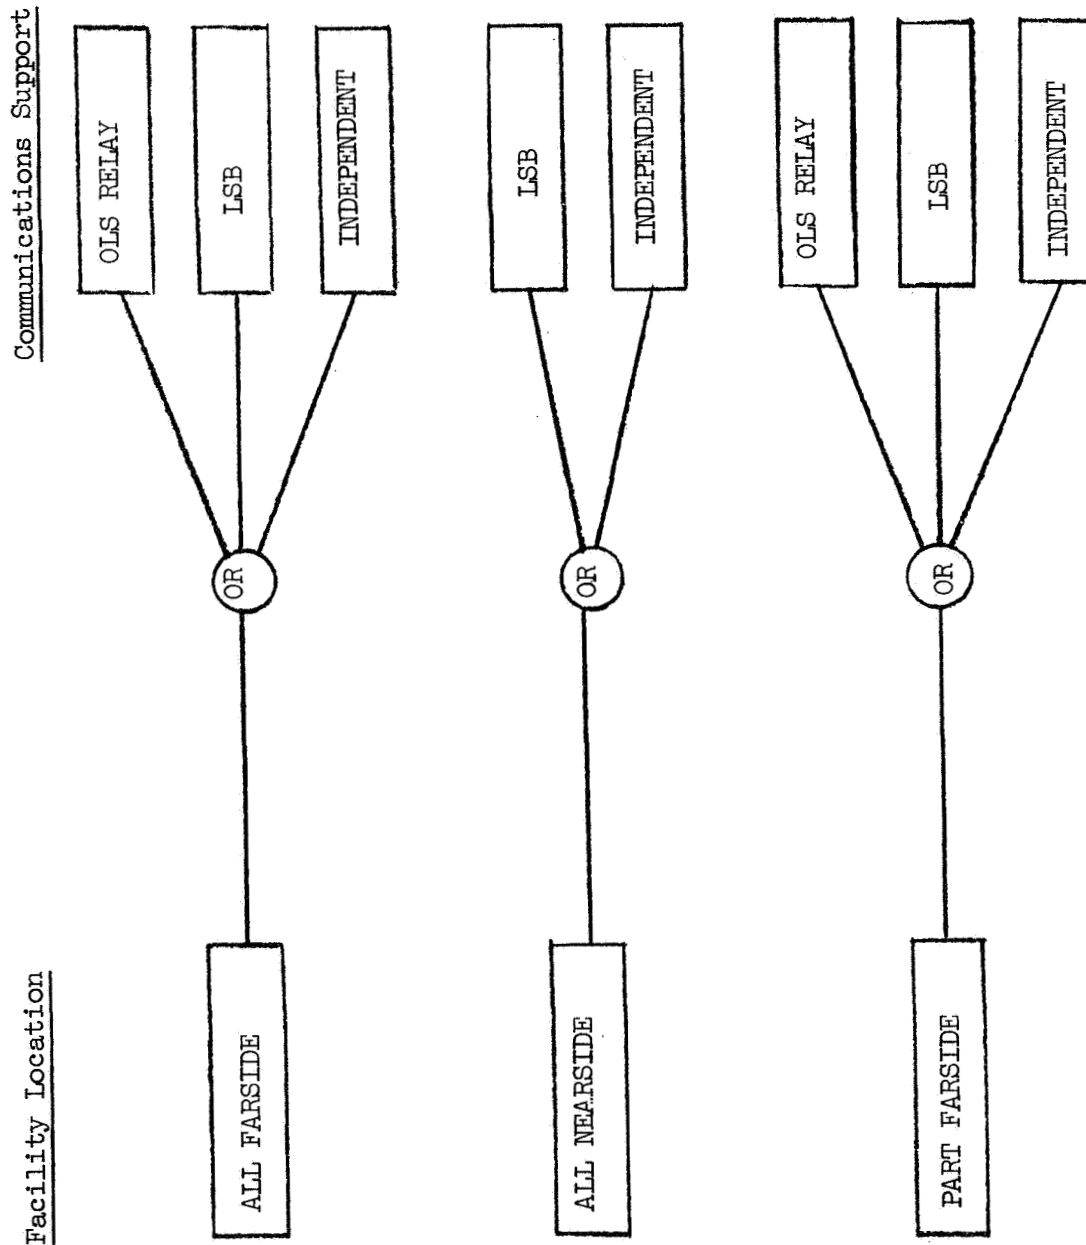 Facility Location
Communications Support
ALL FARSIDE
OR
OLS RELAY
LSB
INDEPENDENT
ALL NEARSIDE
OR
LSB
INDEPENDENT
PART FARSIDE
OR
OLS RELAY
LSB
INDEPENDENT